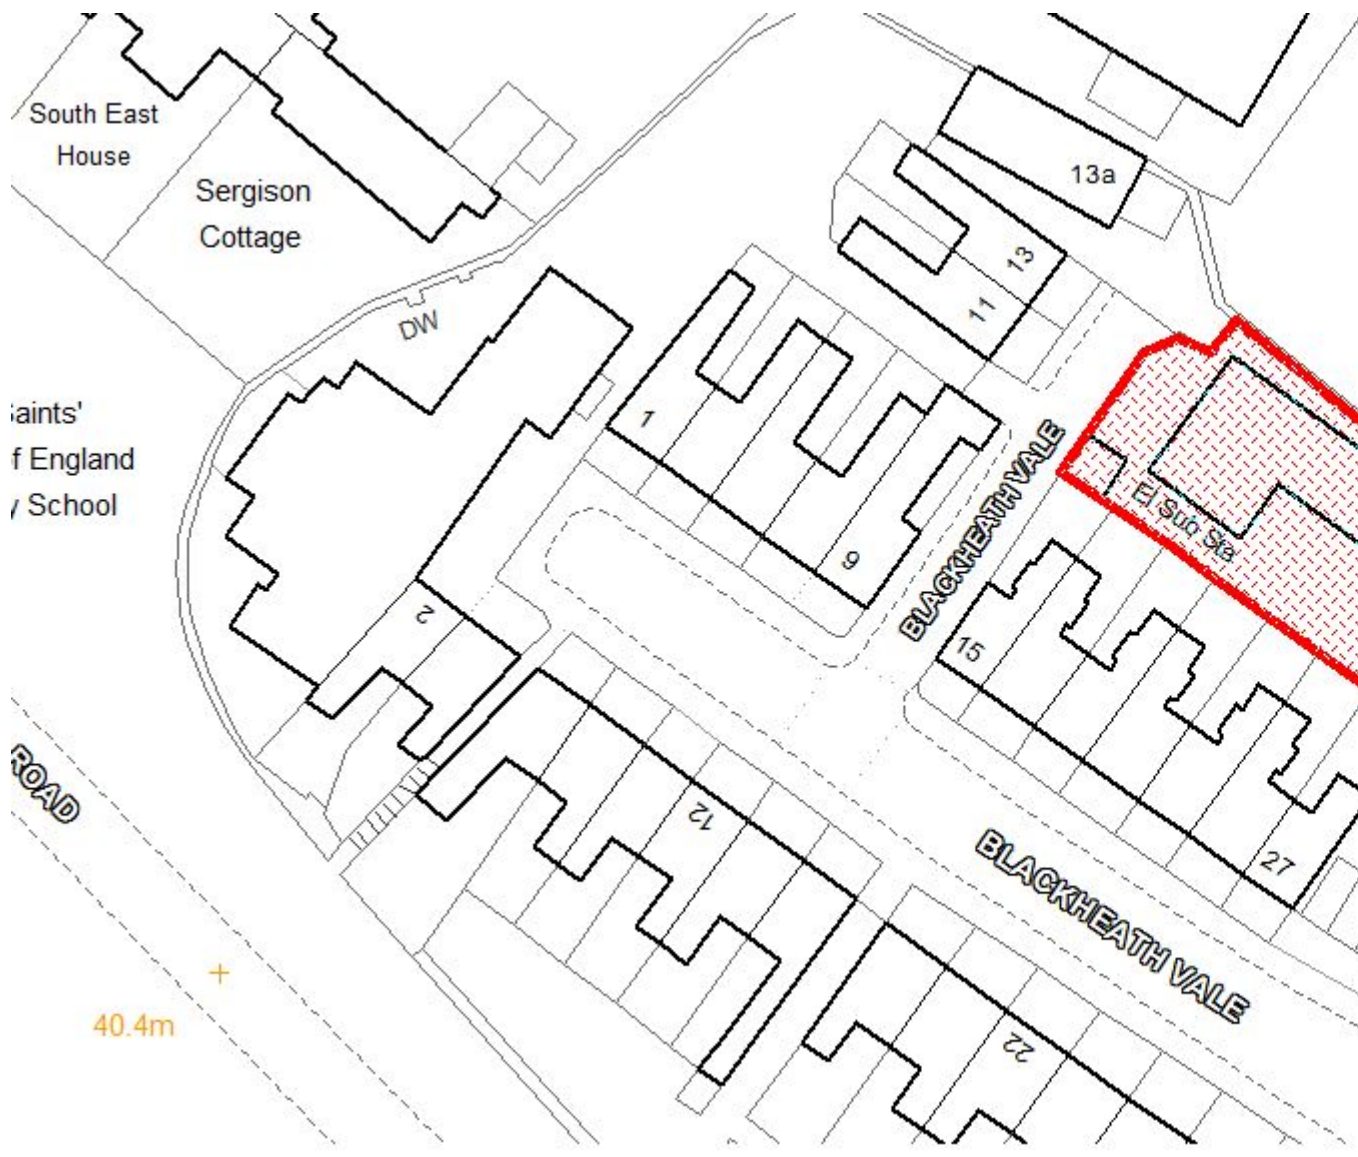 South East
House
Sergison
Cottage
13a
13
11
DW
1
aints'
f England
y School
BLACKHEATH VALE
El Sub Sta
9
2
15
ROAD
12
BLACKHEATH VALE
27
22
40.4m